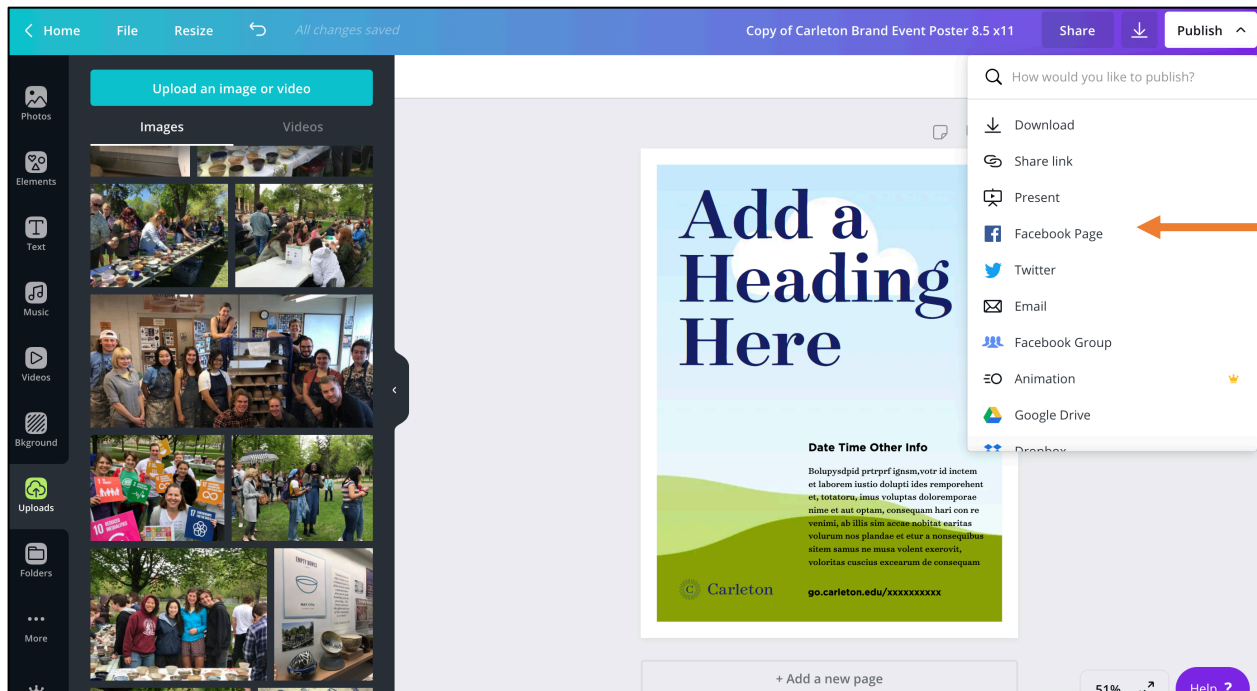 Home File Resize All changes saved Copy of Carleton Brand Event Poster 8.5 x11 Share Publish
Photos
Elements
Text
Music
Videos
Bkground
Uploads
Folders
More
Upload an image or video
Images Videos
10
17
EMPTY BOWLS
Add a
Heading
Here
Date Time Other Info
Bolupysdpid prtrprf ignsm,votr id inctem
et laborem iustio dolupti ides remporehent
et, totatoru, imus voluptas doloremporae
nime et aut optam, consequam hari con re
venimi, ab illis sim accae nobitat earitas
volurum nos plandae et etur a nonsequibus
sitem samus ne musa volent exerovit,
voloritas cuscius excearum de consequam
C Carleton
go.carleton.edu/xxxxxxxxxx
+ Add a new page
How would you like to publish?
Download
Share link
Present
Facebook Page
Twitter
Email
Facebook Group
Animation
Google Drive
Dropbox
51%
Help ?